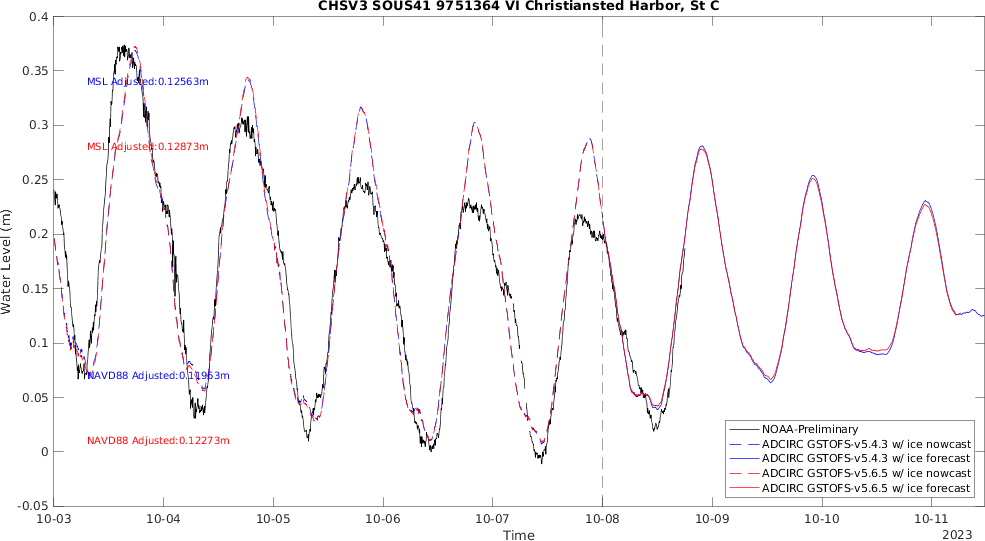 CHSV3 SOUS41 9751364 VI Christiansted Harbor, St C
0.4
0.35
0.3
0.25
0.2
0.15
0.1
0.05
0
-0.05
Water Level (m)
MSL Adjusted:0.12563m
MSL Adjusted:0.12873m
NAVD88 Adjusted:0.11963m
NAVD88 Adjusted:0.12273m
NOAA-Preliminary
ADCIRC GSTOFS-v5.4.3 w/ ice nowcast
ADCIRC GSTOFS-v5.4.3 w/ ice forecast
ADCIRC GSTOFS-v5.6.5 w/ ice nowcast
ADCIRC GSTOFS-v5.6.5 w/ ice forecast
10-03 10-04 10-05 10-06 10-07 10-08 10-09 10-10 10-11
2023
Time